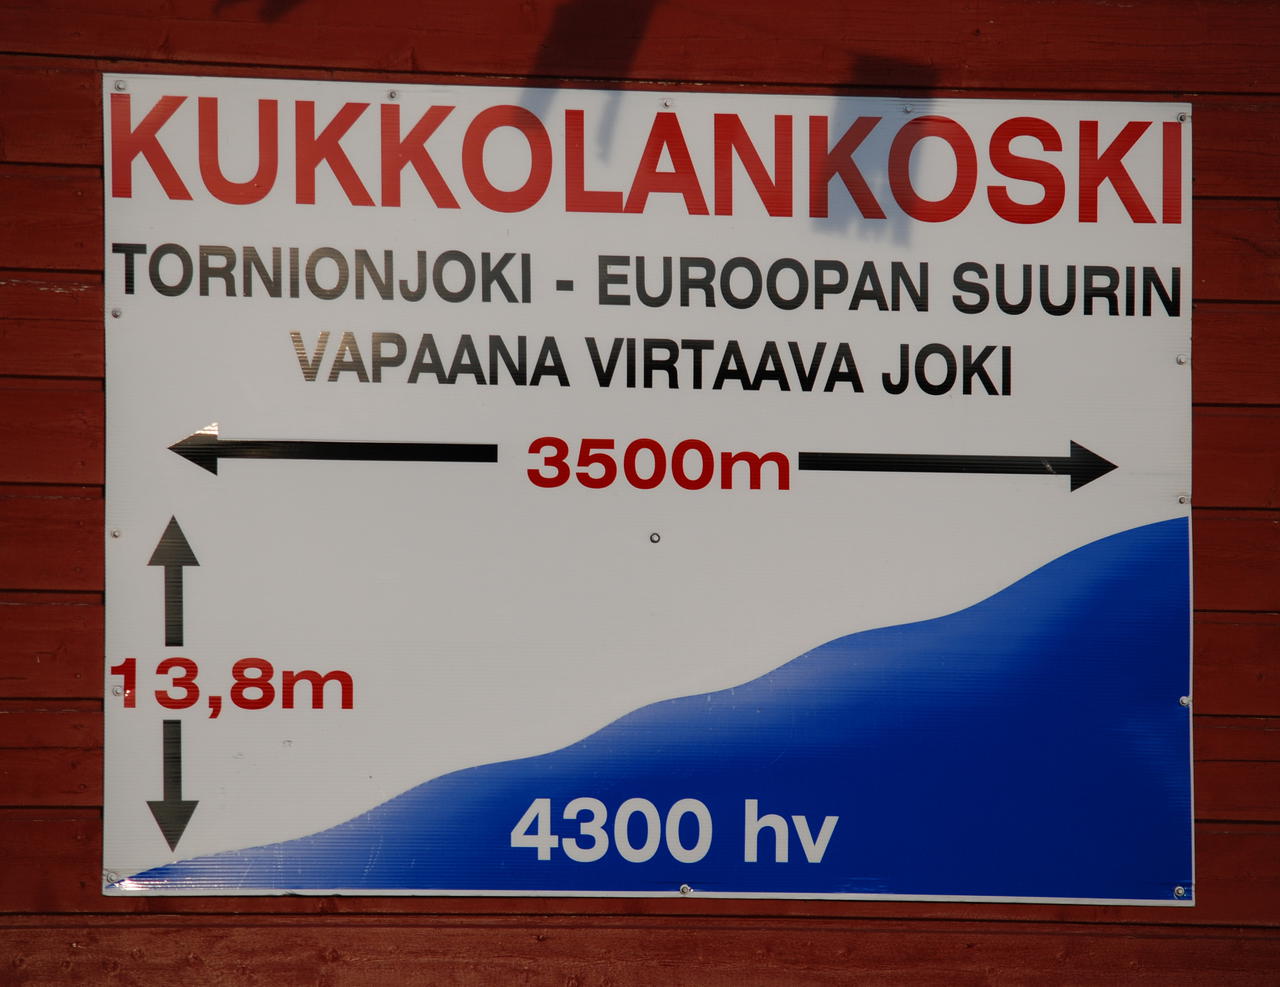 KUKKOLANKOSKI
TORNIONJOKI - EUROOPAN SUURIN
VAPAANA VIRTAAVA JOKI
3500m
13,8m
4300 hv